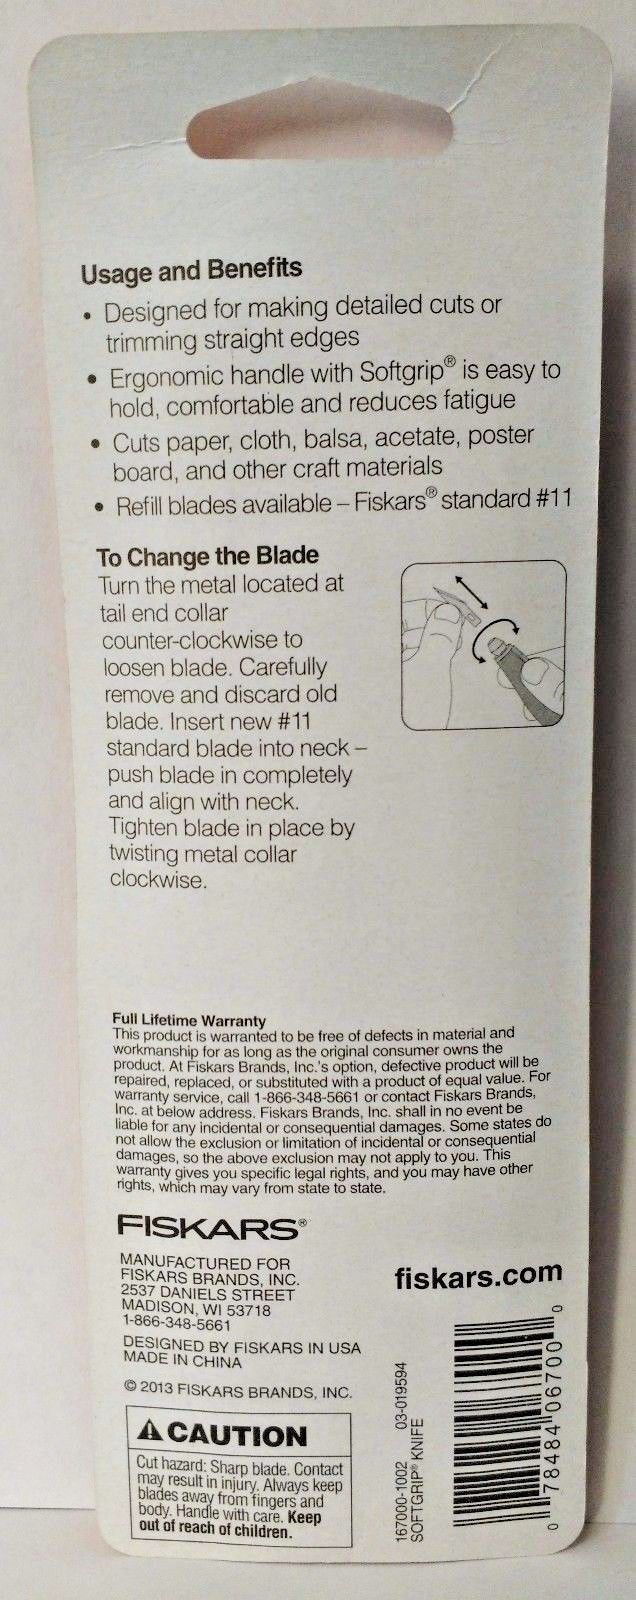 Usage and Benefits
• Designed for making detailed cuts or
trimming straight edges
• Ergonomic handle with Softgrip® is easy to
hold, comfortable and reduces fatigue
• Cuts paper, cloth, balsa, acetate, poster
board, and other craft materials
• Refill blades available – Fiskars® standard #11
To Change the Blade
Turn the metal located at
tail end collar
counter-clockwise to
loosen blade. Carefully
remove and discard old
blade. Insert new #11
standard blade into neck –
push blade in completely
and align with neck.
Tighten blade in place by
twisting metal collar
clockwise.
Full Lifetime Warranty
This product is warranted to be free of defects in material and
workmanship for as long as the original consumer owns the
product. At Fiskars Brands, Inc.'s option, defective product will be
repaired, replaced, or substituted with a product of equal value. For
warranty service, call 1-866-348-5661 or contact Fiskars Brands,
Inc. at below address. Fiskars Brands, Inc. shall in no event be
liable for any incidental or consequential damages. Some states do
not allow the exclusion or limitation of incidental or consequential
damages, so the above exclusion may not apply to you. This
warranty gives you specific legal rights, and you may have other
rights, which may vary from state to state.
FISKARS®
MANUFACTURED FOR
FISKARS BRANDS, INC.
2537 DANIELS STREET
MADISON, WI 53718
1-866-348-5661
DESIGNED BY FISKARS IN USA
MADE IN CHINA
© 2013 FISKARS BRANDS, INC.
CAUTION
Cut hazard: Sharp blade. Contact
may result in injury. Always keep
blades away from fingers and
body. Handle with care. Keep
out of reach of children.
fiskars.com
167000-1002 03-019594
SOFTGRIP® KNIFE
0 78484 06700 0